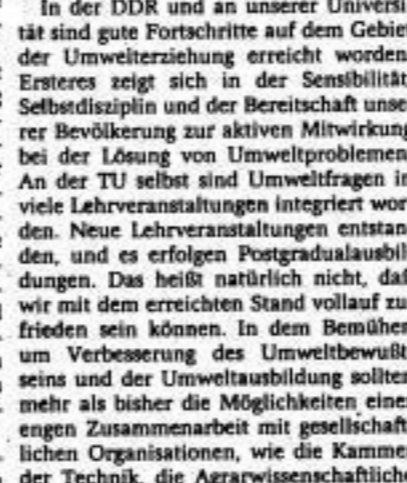 In der DDR und an unserer Universi
tät sind gute Fortschritte auf dem Gebiet
der Umwelterziehung erreicht worden
Ersteres zeigt sich in der Sensibilität
Selbstdisziplin und der Bereitschaft unse
rer Bevölkerung zur aktiven Mitwirkung
bei der Lösung von Umweltproblemen
An der TU selbst sind Umweltfragen in
viele Lehrveranstaltungen integriert wor
den. Neue Lehrveranstaltungen entstan
den, und es erfolgen Postgradualausbil
dungen. Das heißt natürlich nicht, daß
wir mit dem erreichten Stand vollauf zu
frieden sein können. In dem Bemühen
um Verbesserung des Umweltbewußt
seins und der Umweltausbildung sollten
mehr als bisher die Möglichkeiten einer
engen Zusammenarbeit mit gesellschaft
lichen Organisationen, wie die Kammer
der Technik, die Agrarwissenschaftliche